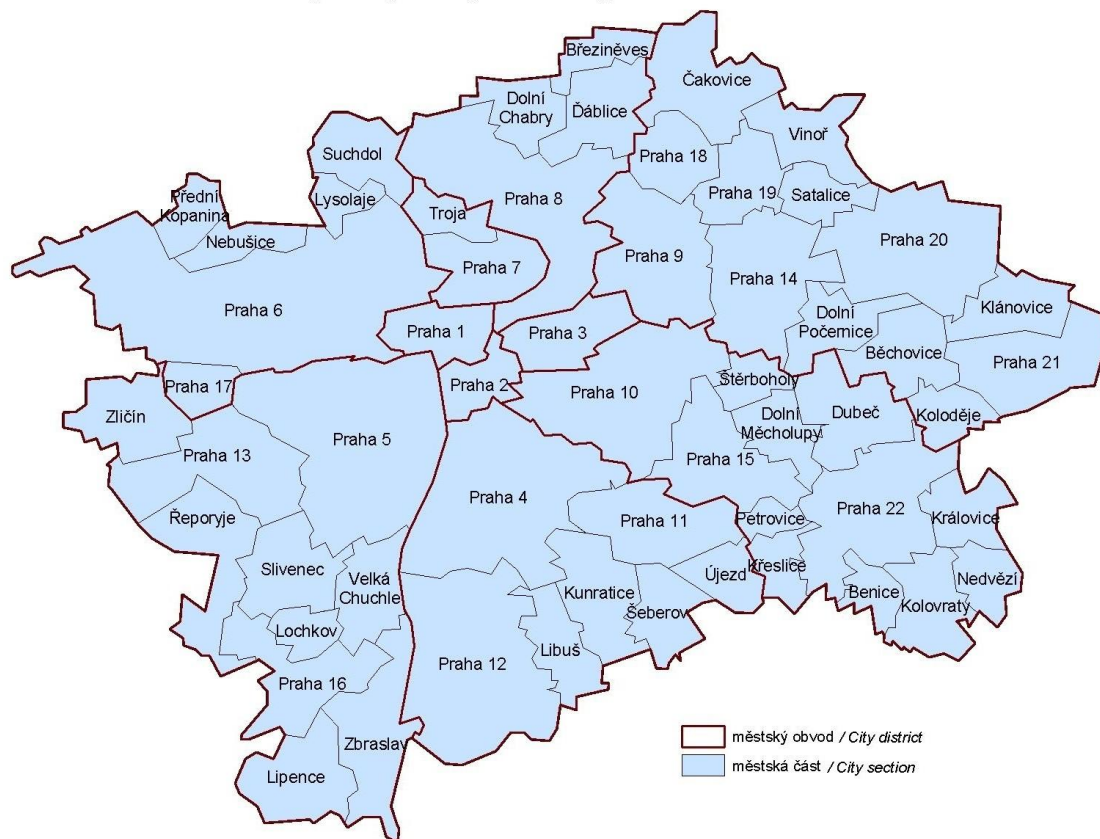 Březiněves
Čakovice
Dolní
Chabry
Ďáblice
Vinoř
Suchdol
Praha 18
Přední
Kopanina
Lysolaje
Praha 19
Satalice
Troja
Praha 8
Nebušice
Praha 20
Praha 7
Praha 9
Praha 14
Praha 6
Klánovice
Dolní
Počernice
Praha 1
Praha 3
Běchovice
Praha 21
Praha 17
Praha 2
Štěrboholy
Praha 10
Zličín
Dolní
Měcholupy
Dubeč
Koloděje
Praha 5
Praha 13
Praha 15
Praha 4
Řeporyje
Praha 11
Petrovice
Praha 22
Královice
Slivenec
Velká
Chuchle
Kunratice
Újezd
Křeslice
Nedvězí
Benice
Kolovraty
Šeberov
Lochkov
Libuš
Praha 12
Praha 16
Zbraslav
Lipence
městský obvod / City district
městská část / City section